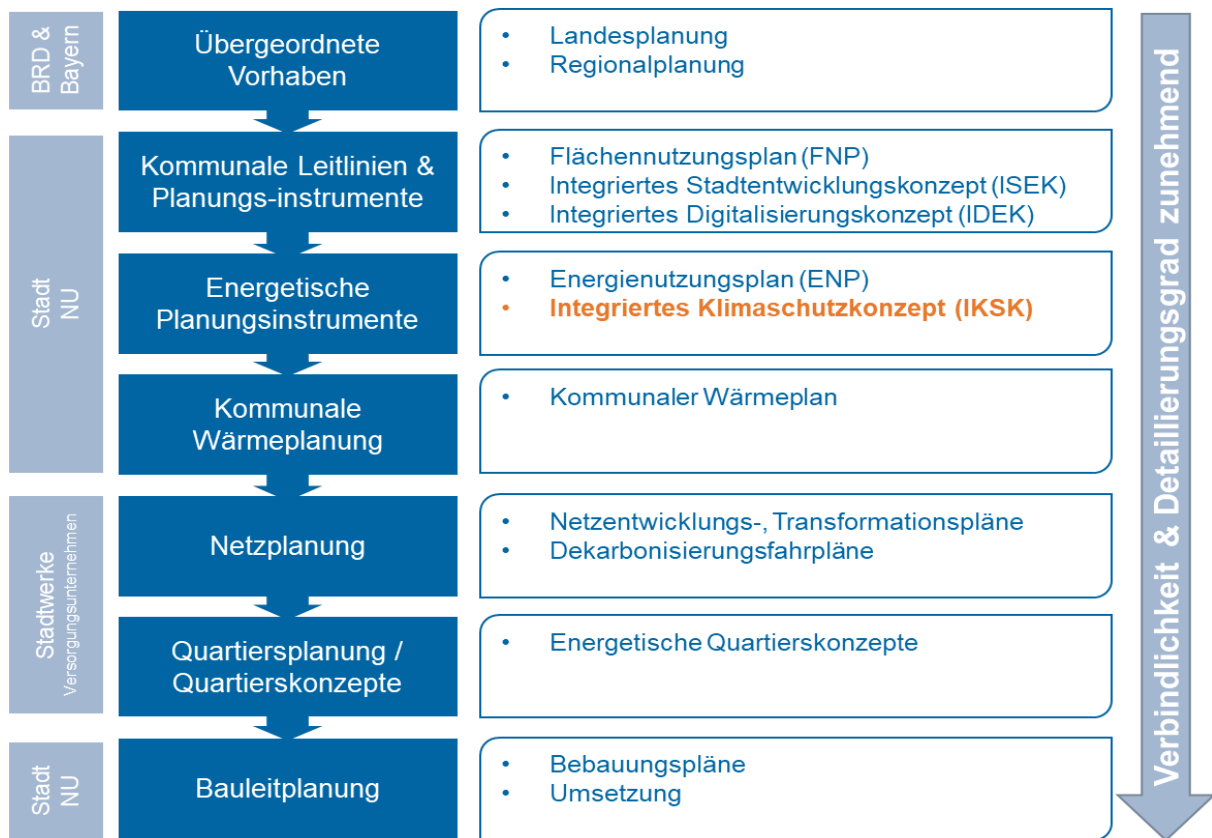 BRD &
Bayern
Übergeordnete
Vorhaben
• Landesplanung
• Regionalplanung
Stadt
NU
Kommunale Leitlinien &
Planungs-instrumente
• Flächennutzungsplan (FNP)
• Integriertes Stadtentwicklungskonzept (ISEK)
• Integriertes Digitalisierungskonzept (IDEK)
Energetische
Planungsinstrumente
• Energienutzungsplan (ENP)
• Integriertes Klimaschutzkonzept (IKSK)
Kommunale
Wärmeplanung
• Kommunaler Wärmeplan
Stadtwerke
Versorgungsunternehmen
Netzplanung
• Netzentwicklungs-, Transformationspläne
• Dekarbonisierungsfahrpläne
Quartiersplanung /
Quartierskonzepte
• Energetische Quartierskonzepte
Stadt
NU
Bauleitplanung
• Bebauungspläne
• Umsetzung
Verbindlichkeit & Detaillierungsgrad zunehmend